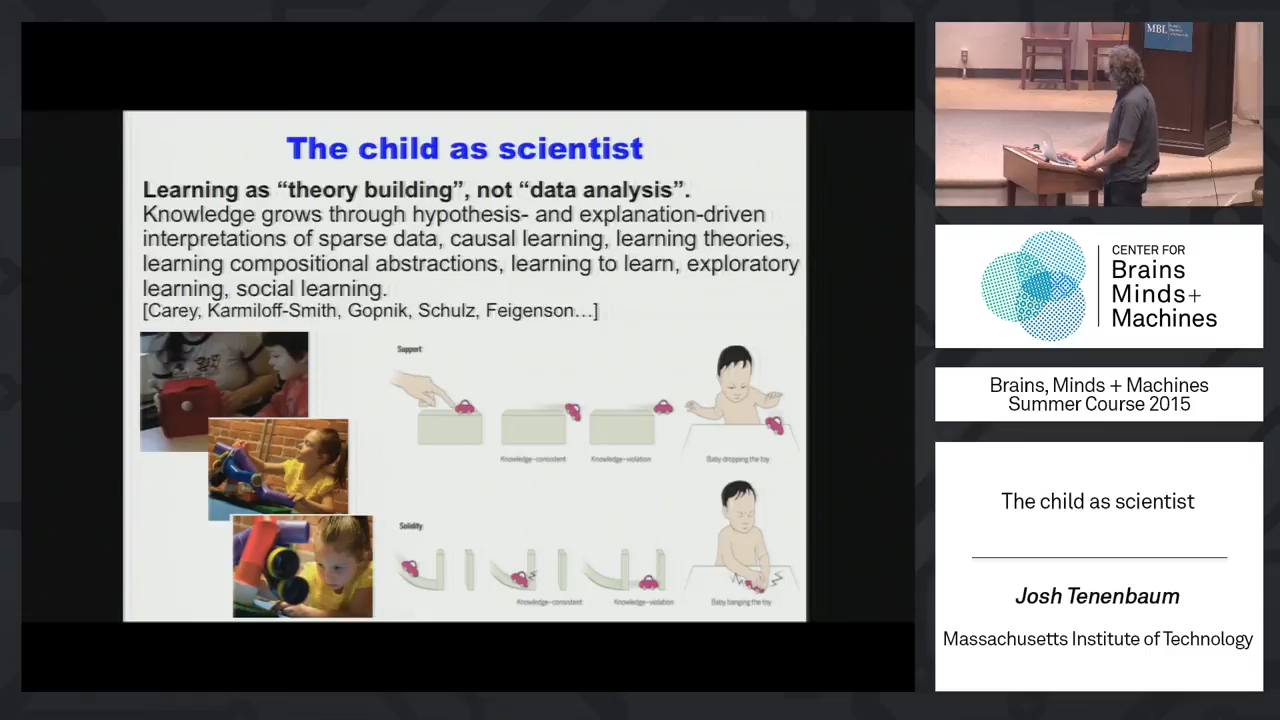 The child as scientist
Learning as “theory building”, not “data analysis”.
Knowledge grows through hypothesis- and explanation-driven
interpretations of sparse data, causal learning, learning theories,
learning compositional abstractions, learning to learn, exploratory
learning, social learning.
[Carey, Karmiloff-Smith, Gopnik, Schulz, Feigenson…]
Support:
Knowledge-consistent
Knowledge-violation
Baby dropping the toy
Solidity:
Knowledge-consistent
Knowledge-violation
Baby banging the toy
MBL
CENTER FOR
Brains
Minds+
Machines
Brains, Minds + Machines
Summer Course 2015
The child as scientist
Josh Tenenbaum
Massachusetts Institute of Technology